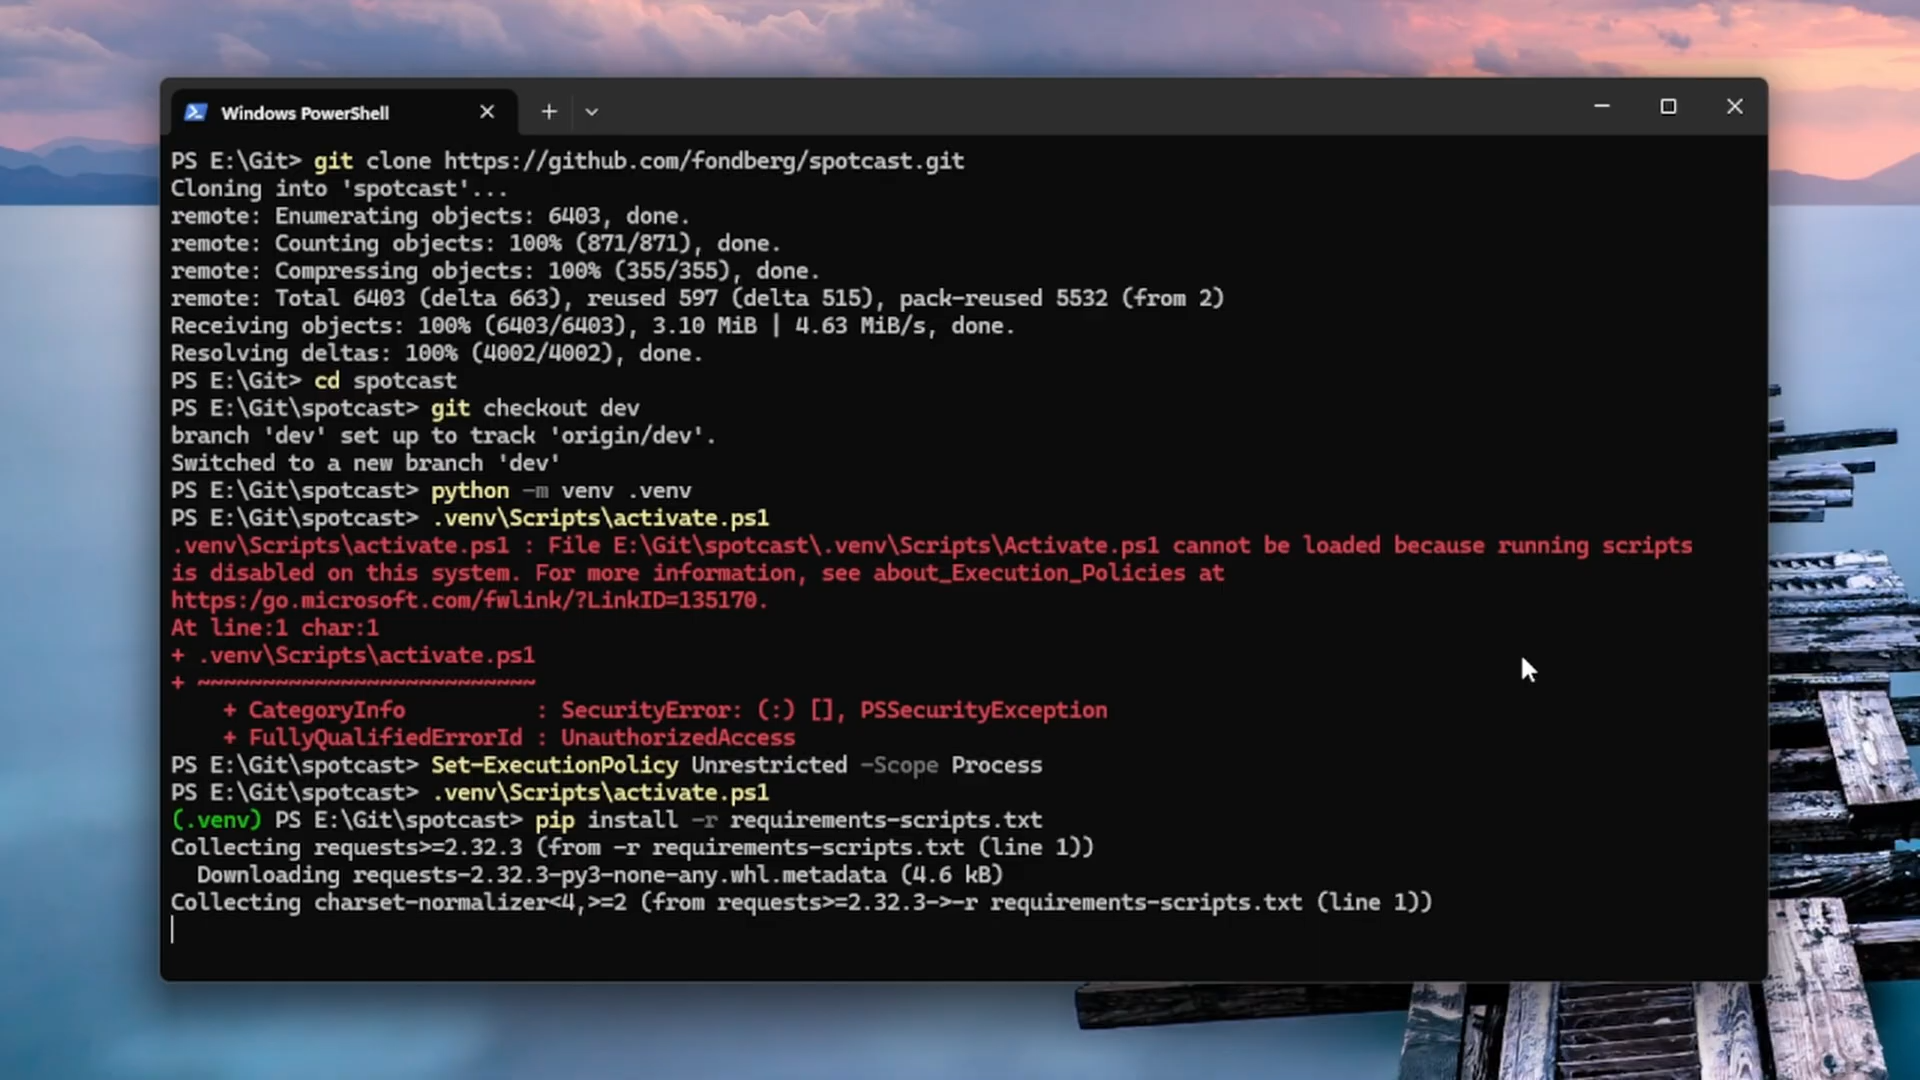 Windows PowerShell
PS E:\Git> git clone https://github.com/fondberg/spotcast.git
Cloning into 'spotcast'...
remote: Enumerating objects: 6403, done.
remote: Counting objects: 100% (871/871), done.
remote: Compressing objects: 100% (355/355), done.
remote: Total 6403 (delta 663), reused 597 (delta 515), pack-reused 5532 (from 2)
Receiving objects: 100% (6403/6403), 3.10 MiB | 4.63 MiB/s, done.
Resolving deltas: 100% (4002/4002), done.
PS E:\Git> cd spotcast
PS E:\Git\spotcast> git checkout dev
branch 'dev' set up to track 'origin/dev'.
Switched to a new branch 'dev'
PS E:\Git\spotcast> python -m venv .venv
PS E:\Git\spotcast> .venv\Scripts\activate.ps1
.venv\Scripts\activate.ps1 : File E:\Git\spotcast\.venv\Scripts\Activate.ps1 cannot be loaded because running scripts
is disabled on this system. For more information, see about_Execution_Policies at
https:/go.microsoft.com/fwlink/?LinkID=135170.
At line:1 char:1
+ .venv\Scripts\activate.ps1
+ ~~~~~~~~~~~~~~~~~~~~~~~~~~
    + CategoryInfo          : SecurityError: (:) [], PSSecurityException
    + FullyQualifiedErrorId : UnauthorizedAccess
PS E:\Git\spotcast> Set-ExecutionPolicy Unrestricted -Scope Process
PS E:\Git\spotcast> .venv\Scripts\activate.ps1
(.venv) PS E:\Git\spotcast> pip install -r requirements-scripts.txt
Collecting requests>=2.32.3 (from -r requirements-scripts.txt (line 1))
  Downloading requests-2.32.3-py3-none-any.whl.metadata (4.6 kB)
Collecting charset-normalizer<4,>=2 (from requests>=2.32.3->-r requirements-scripts.txt (line 1))